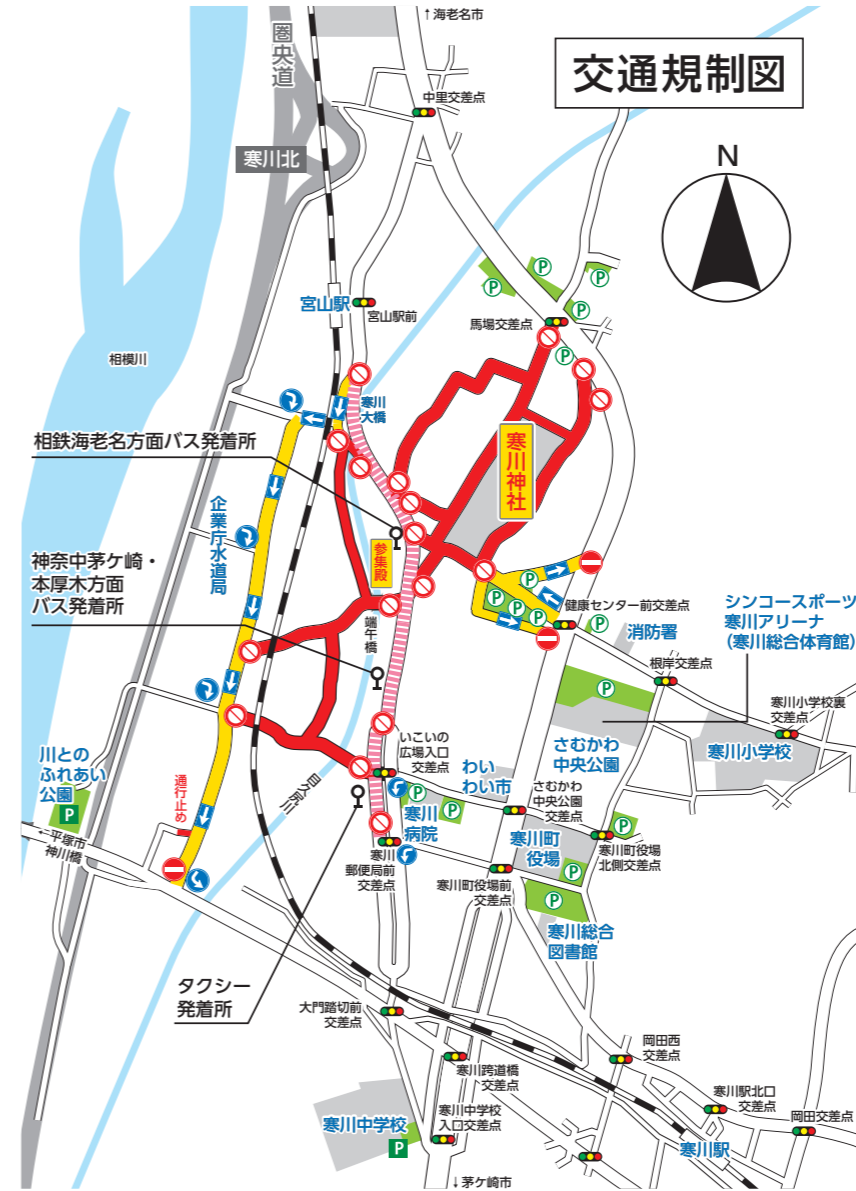 ↑海老名市
圏央道
交通規制図
中里交差点
寒川北
N
P
P
P
P
宮山駅
宮山駅前
馬場交差点
P
相模川
寒川
大橋
寒川神社
相鉄海老名方面バス発着所
企業庁水道局
参集殿
神奈中茅ケ崎・
本厚木方面
バス発着所
P
P
P
P
健康センター前交差点
P
消防署
シンコースポーツ
寒川アリーナ
(寒川総合体育館)
端午橋
根岸交差点
P
寒川小学校裏
交差点
いこいの
広場入口
交差点
さむかわ
中央公園
寒川小学校
川との
ふれあい
公園
P
通行止め
目久尻川
わい
わい市
さむかわ
中央公園
交差点
P
P
寒川
病院
寒川町
役場
P
寒川町役場
北側交差点
←平塚市
神川橋
寒川
郵便局前
交差点
寒川町役場前
交差点
P
P
寒川総合
図書館
タクシー
発着所
大門踏切前
交差点
岡田西
交差点
寒川跨道橋
交差点
寒川駅北口
交差点
寒川中学校
P
寒川中学校
入口交差点
岡田交差点
寒川駅
↓茅ケ崎市